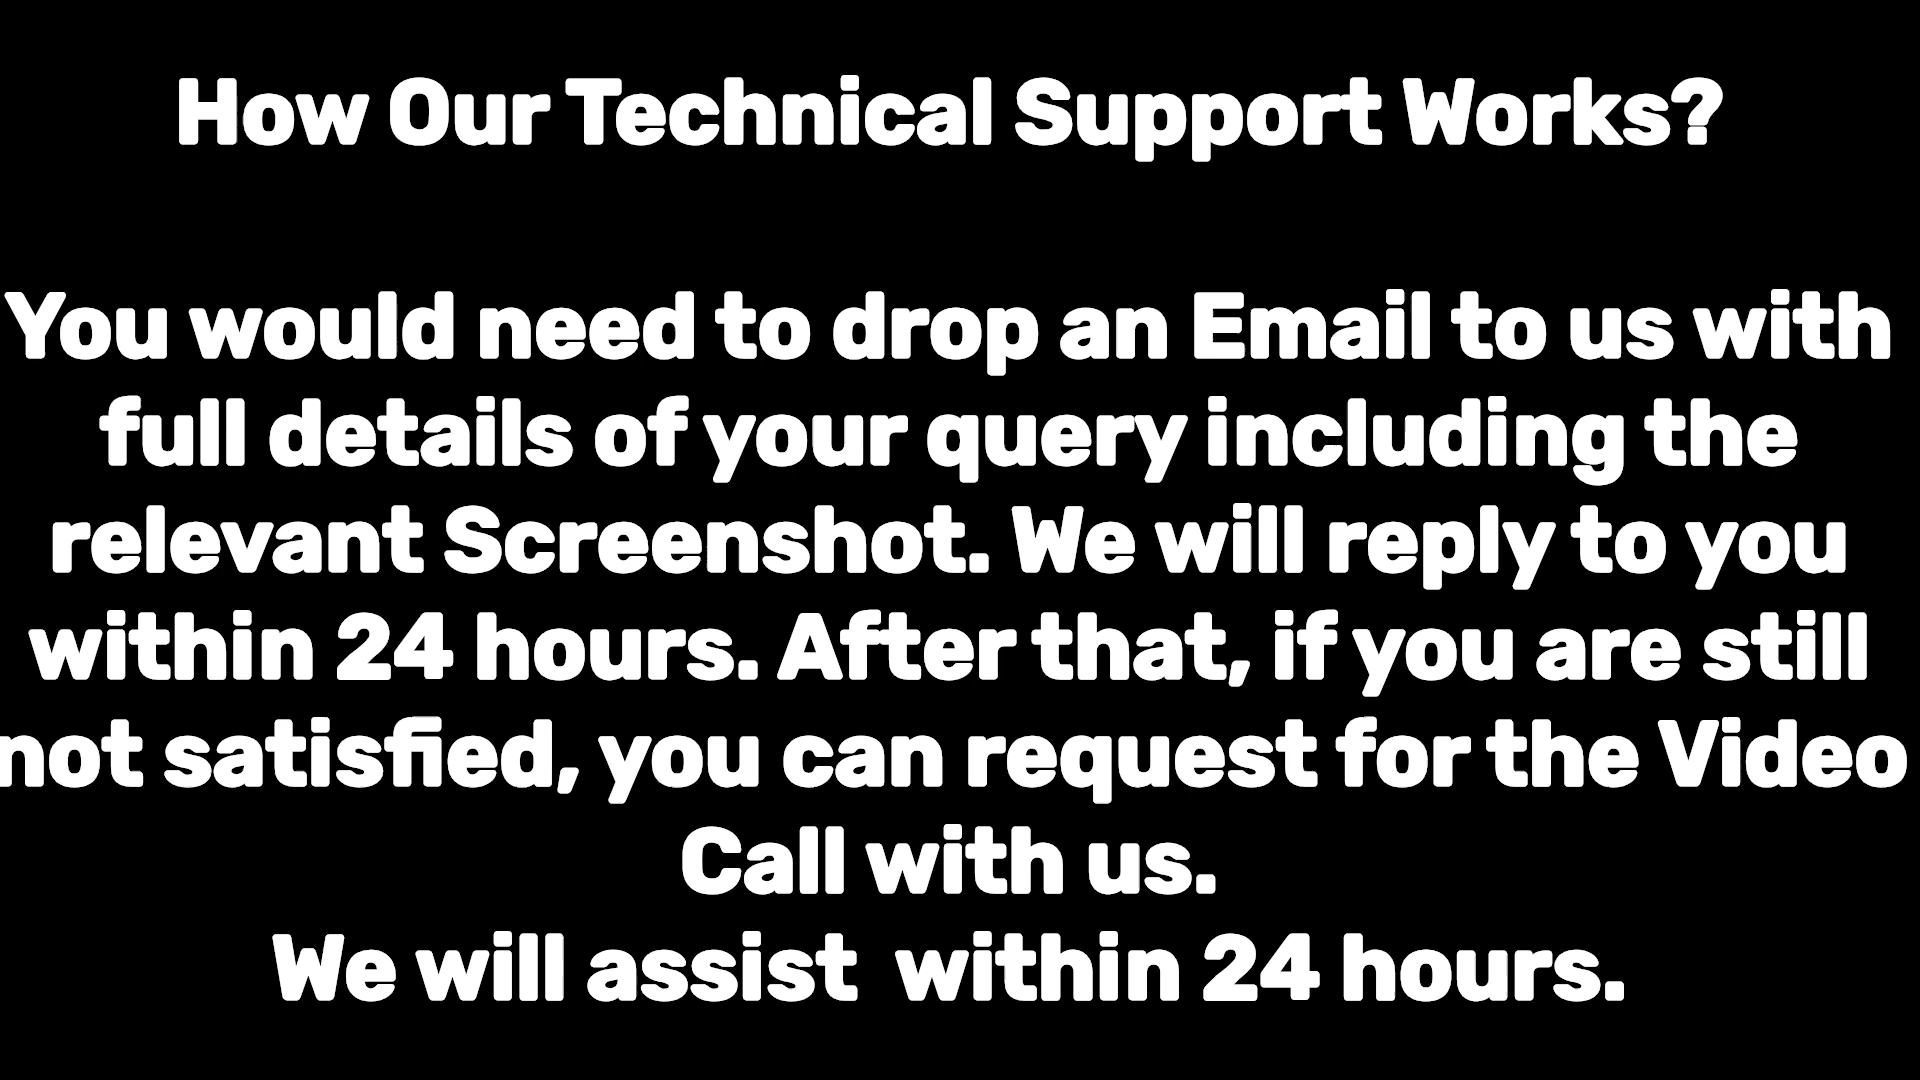 How Our Technical Support Works?
You would need to drop an Email to us with
full details of your query including the
relevant Screenshot. We will reply to you
within 24 hours. After that, if you are still
not satisfied, you can request for the Video
Call with us.
We will assist  within 24 hours.